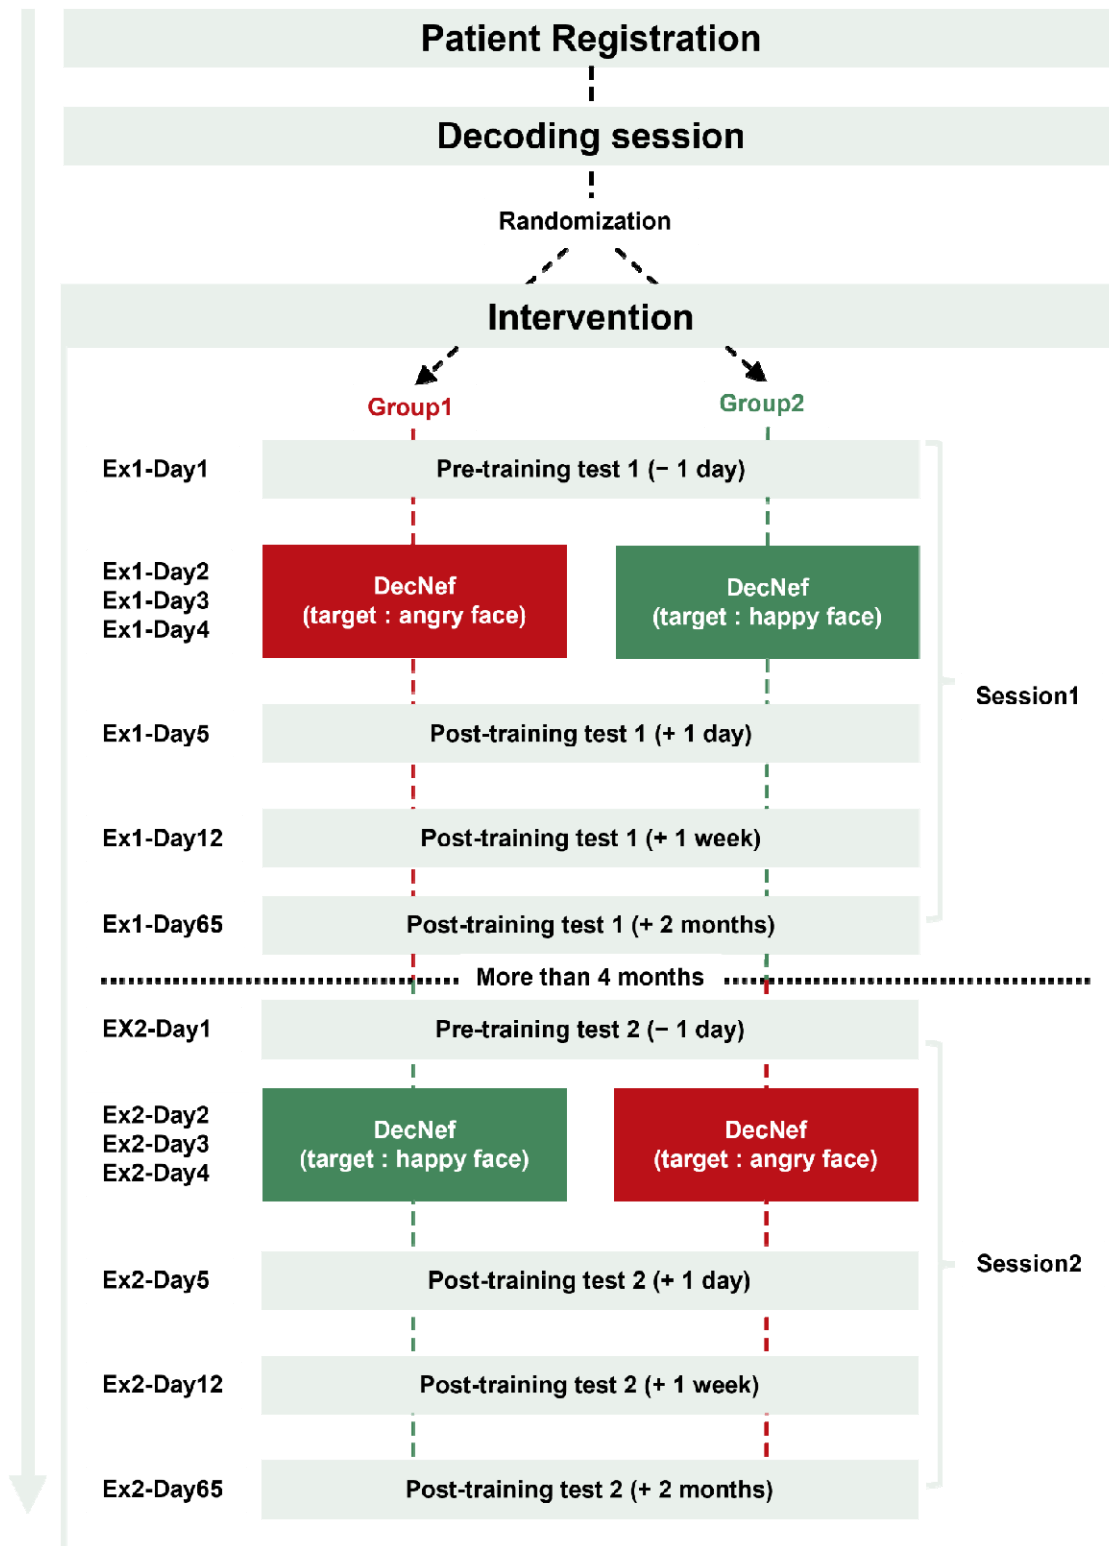 Patient Registration
Decoding session
Randomization
Intervention
Group1
Group2
Ex1-Day1
Pre-training test 1 (− 1 day)
Ex1-Day2
Ex1-Day3
Ex1-Day4
DecNef
(target : angry face)
DecNef
(target : happy face)
Session1
Ex1-Day5
Post-training test 1 (+ 1 day)
Ex1-Day12
Post-training test 1 (+ 1 week)
Ex1-Day65
Post-training test 1 (+ 2 months)
More than 4 months
EX2-Day1
Pre-training test 2 (− 1 day)
Ex2-Day2
Ex2-Day3
Ex2-Day4
DecNef
(target : happy face)
DecNef
(target : angry face)
Session2
Ex2-Day5
Post-training test 2 (+ 1 day)
Ex2-Day12
Post-training test 2 (+ 1 week)
Ex2-Day65
Post-training test 2 (+ 2 months)